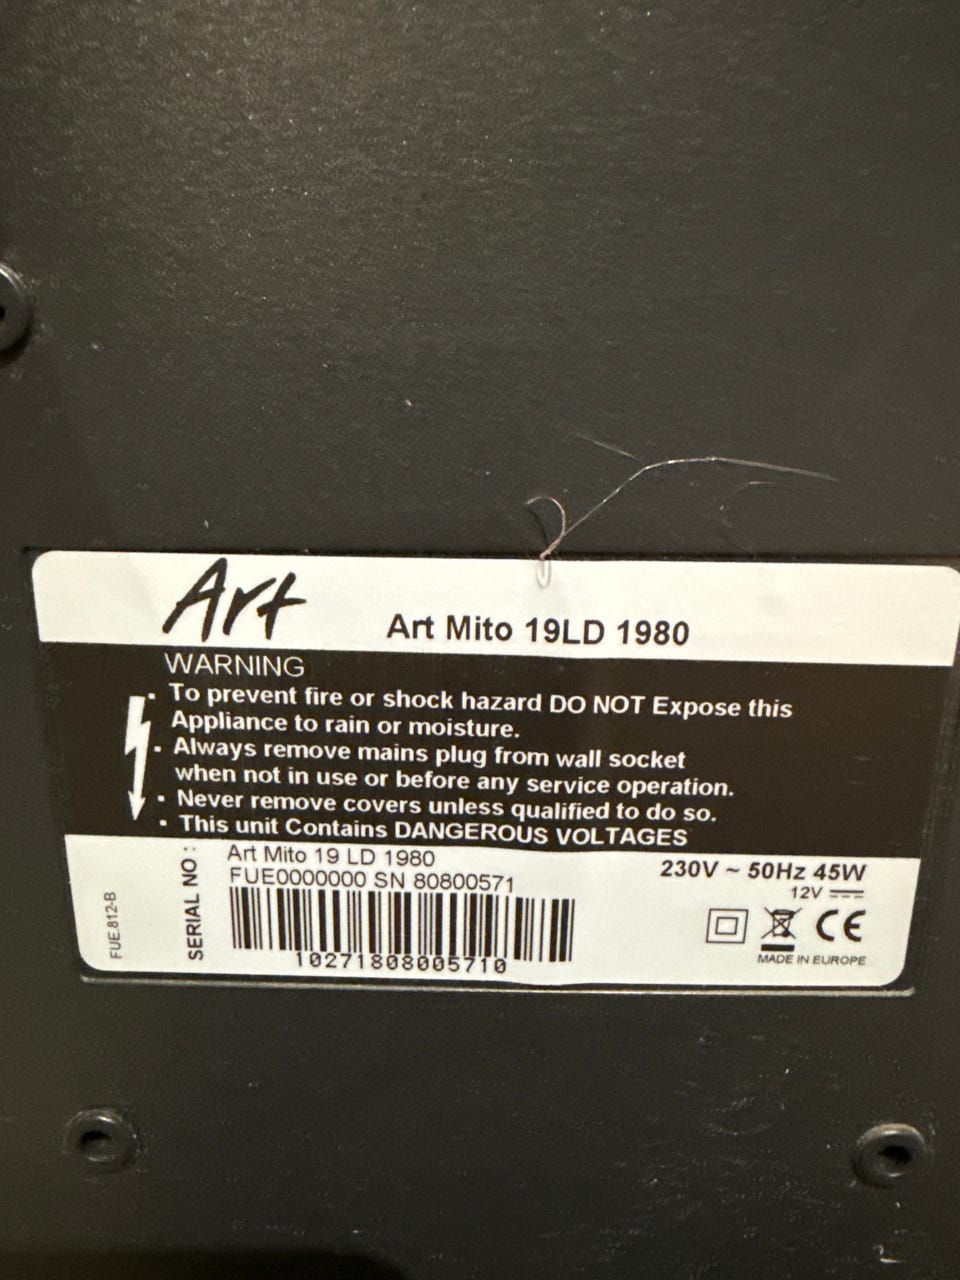 Art
Art Mito 19LD 1980
WARNING
• To prevent fire or shock hazard DO NOT Expose this
Appliance to rain or moisture.
• Always remove mains plug from wall socket
when not in use or before any service operation.
• Never remove covers unless qualified to do so.
• This unit Contains DANGEROUS VOLTAGES
FUE.812-B
SERIAL NO :
Art Mito 19 LD 1980
FUE0000000 SN 80800571
10271808005710
230V ~ 50Hz 45W
12V
CE
MADE IN EUROPE